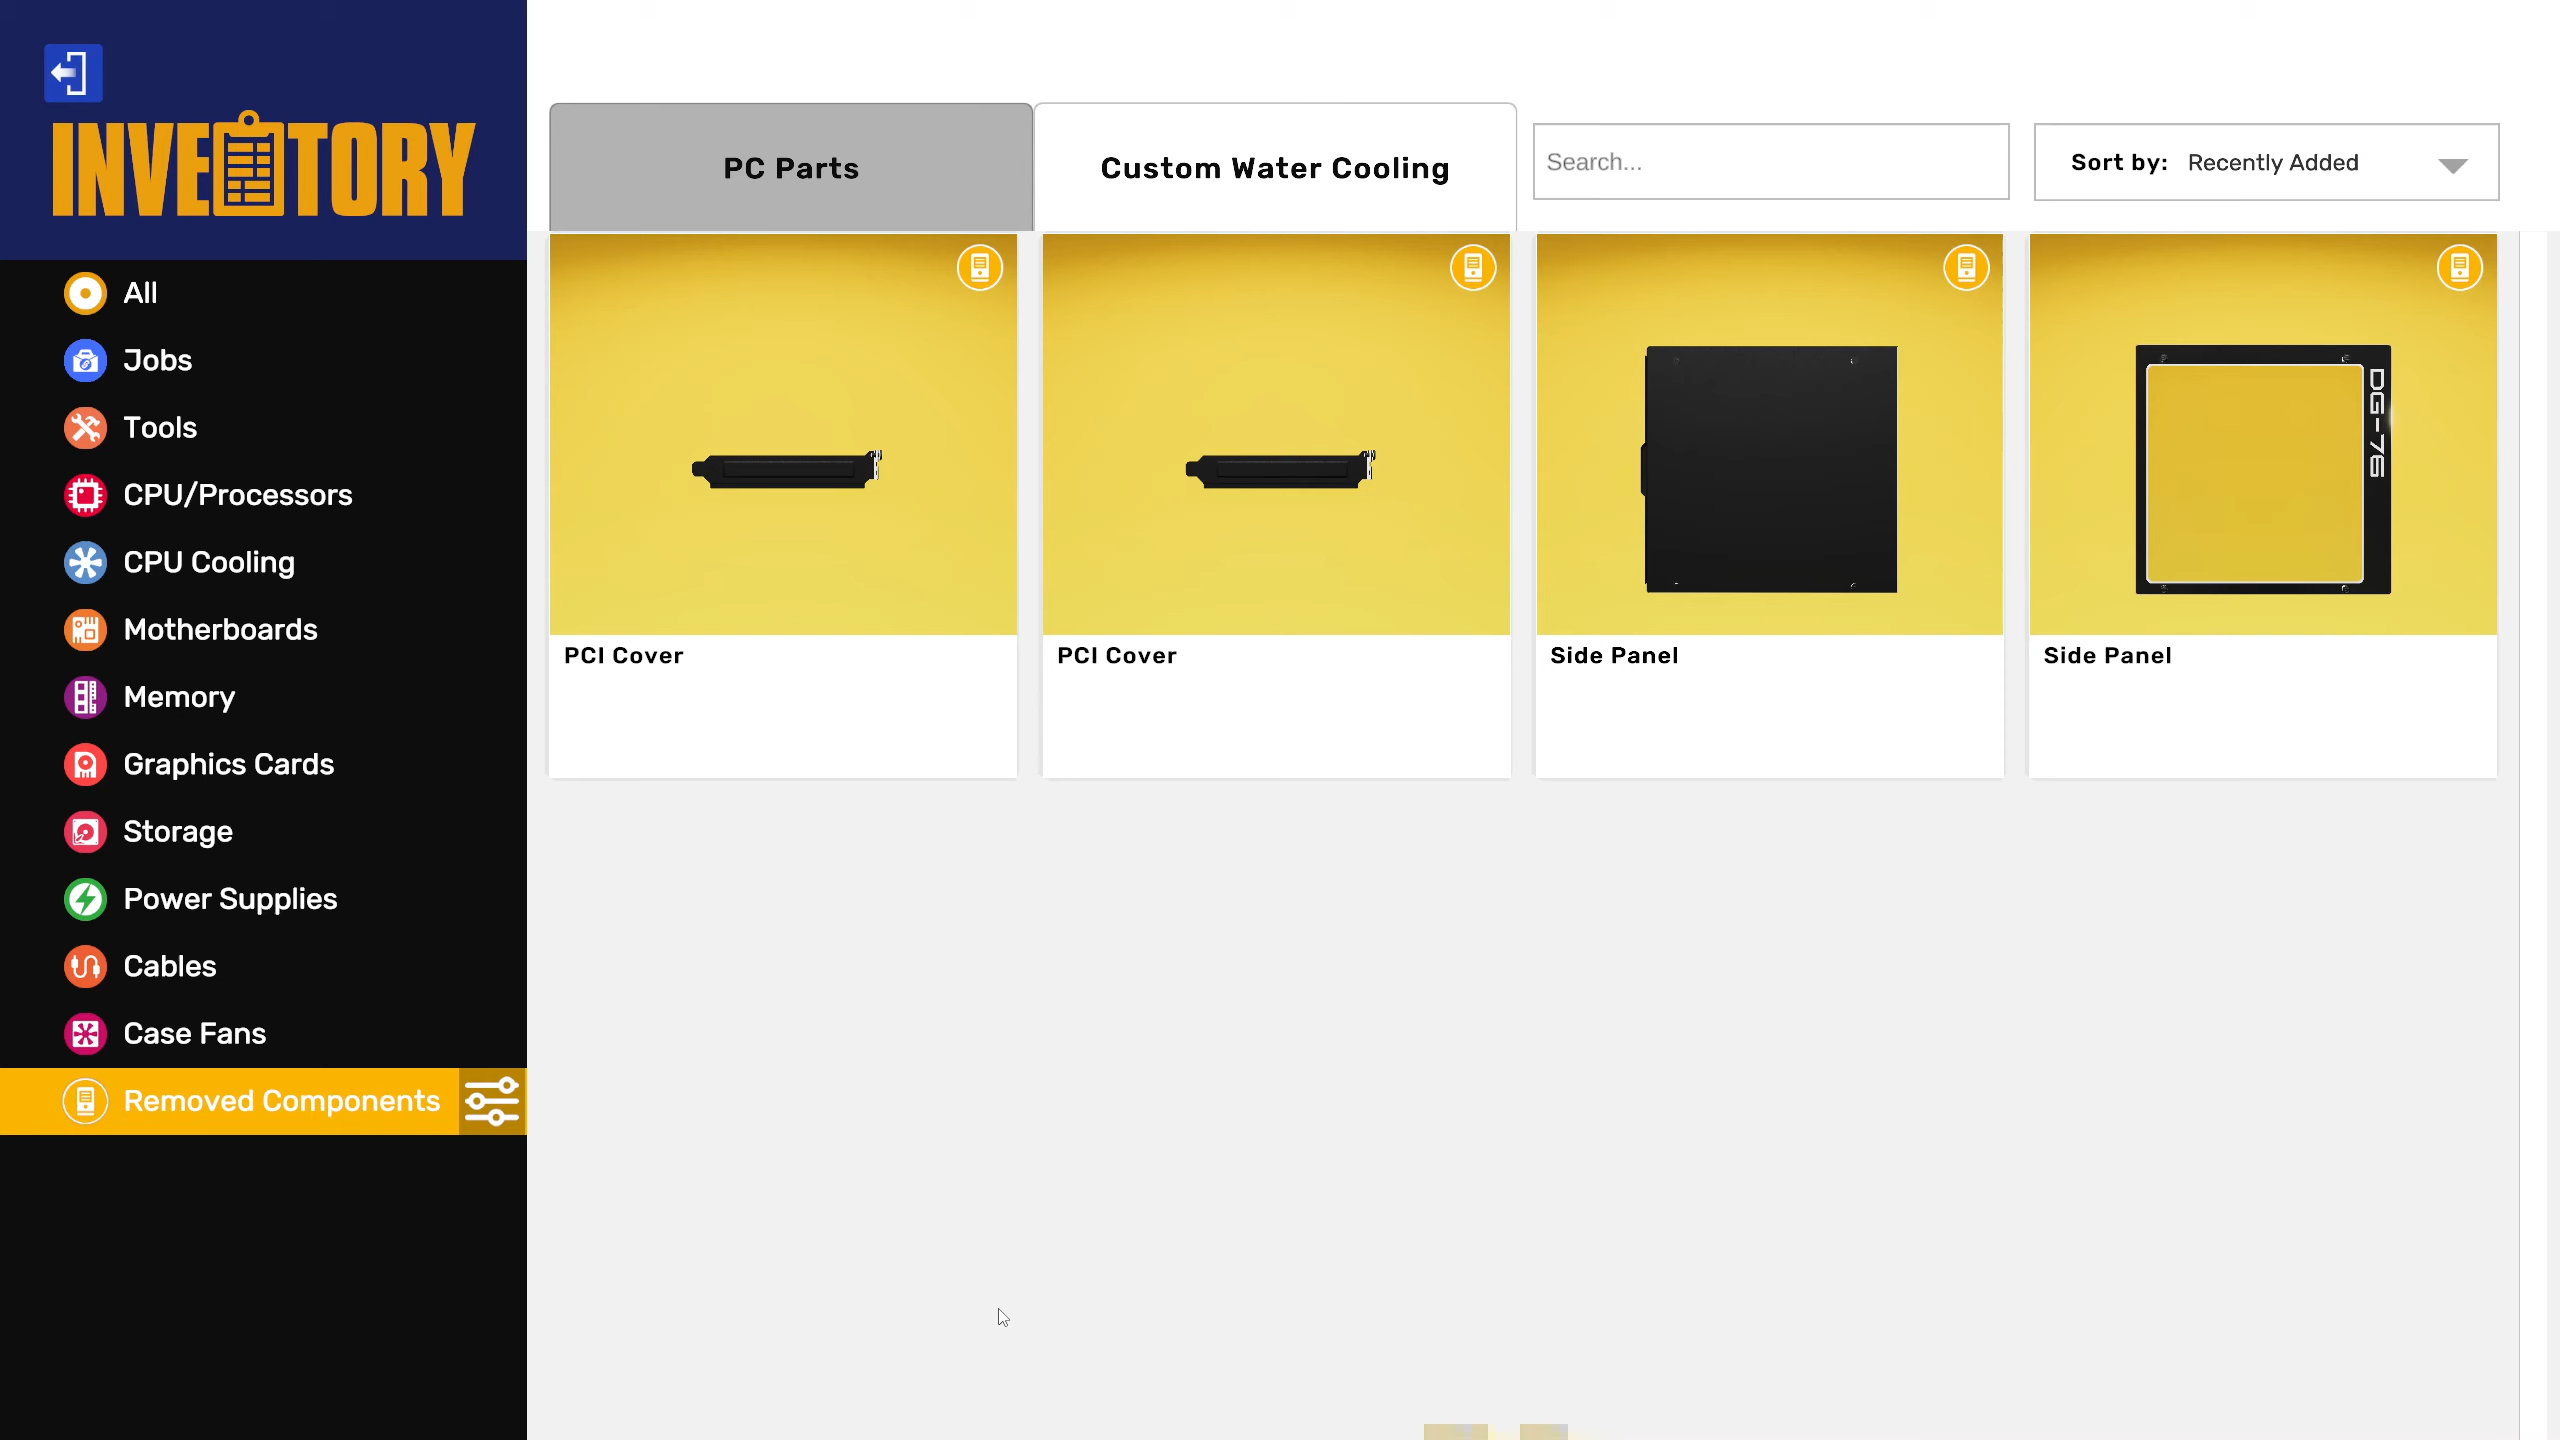 INVENTORY
All
Jobs
Tools
CPU/Processors
CPU Cooling
Motherboards
Memory
Graphics Cards
Storage
Power Supplies
Cables
Case Fans
Removed Components
PC Parts
Custom Water Cooling
Search...
Sort by: Recently Added
DG-76
PCI Cover
PCI Cover
Side Panel
Side Panel